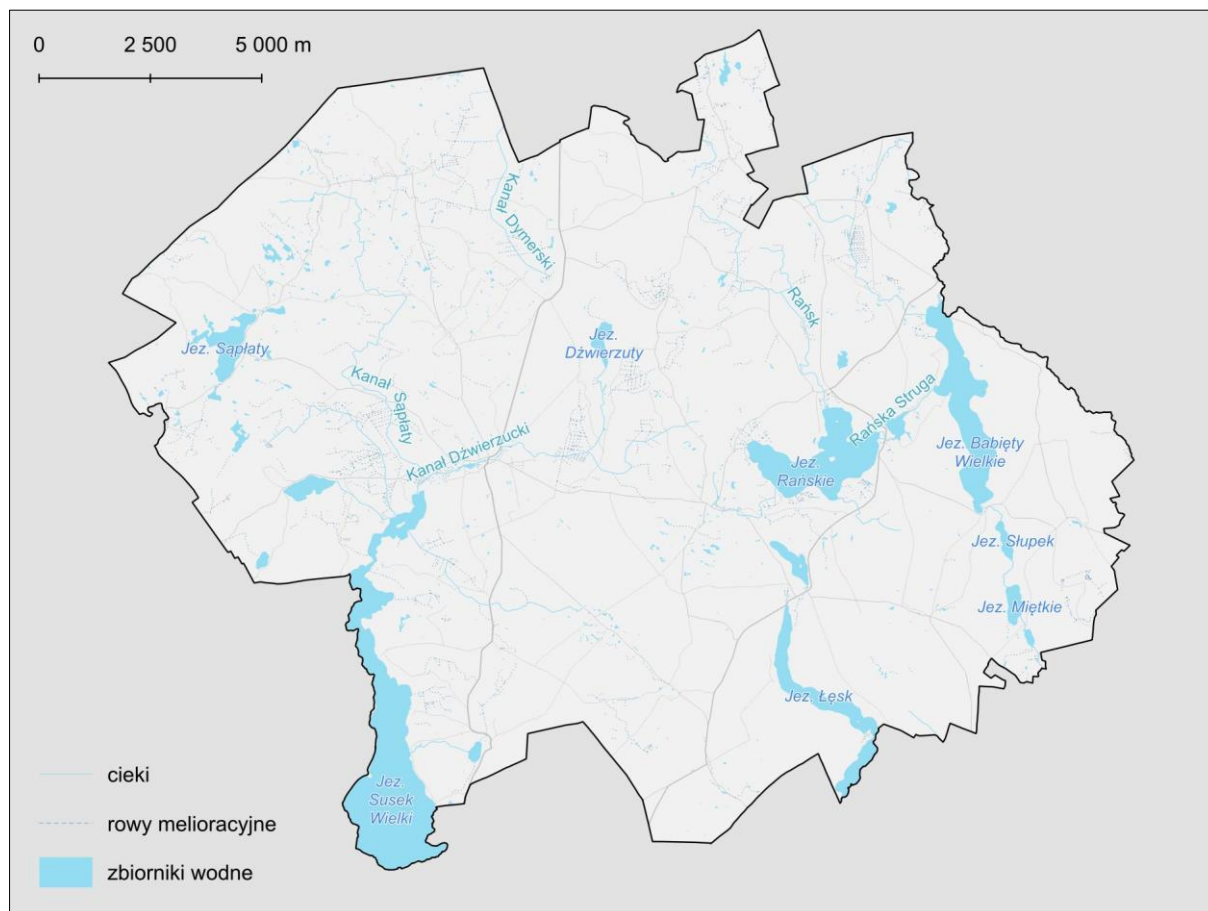 0 2 500 5 000 m
Kanał Dymerski
Rańsk
Jez.
Dźwierzuty
Jez. Sąpłaty
Kanał Sąpłaty
Rańska Struga
Kanał Dźwierzucki
Jez. Babięty
Wielkie
Jez.
Rańskie
Jez. Słupek
Jez. Miętkie
Jez. Łęsk
cieki
Jez.
Susek
Wielki
rowy melioracyjne
zbiorniki wodne